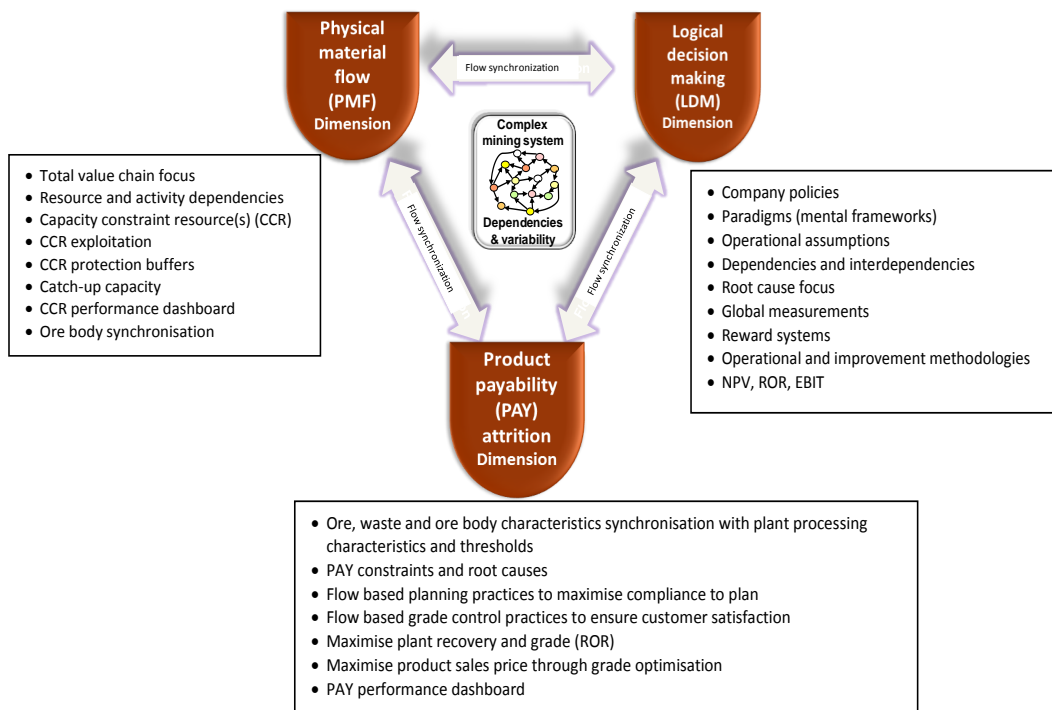 Physical
material
flow
(PMF)
Dimension
Flow synchronization
Logical
decision
making
(LDM)
Dimension
Complex
mining system
Dependencies
& variability
• Total value chain focus
• Resource and activity dependencies
• Capacity constraint resource(s) (CCR)
• CCR exploitation
• CCR protection buffers
• Catch-up capacity
• CCR performance dashboard
• Ore body synchronisation
Flow synchronization
Flow synchronization
• Company policies
• Paradigms (mental frameworks)
• Operational assumptions
• Dependencies and interdependencies
• Root cause focus
• Global measurements
• Reward systems
• Operational and improvement methodologies
• NPV, ROR, EBIT
Product
payability
(PAY)
attrition
Dimension
• Ore, waste and ore body characteristics synchronisation with plant processing
characteristics and thresholds
• PAY constraints and root causes
• Flow based planning practices to maximise compliance to plan
• Flow based grade control practices to ensure customer satisfaction
• Maximise plant recovery and grade (ROR)
• Maximise product sales price through grade optimisation
• PAY performance dashboard